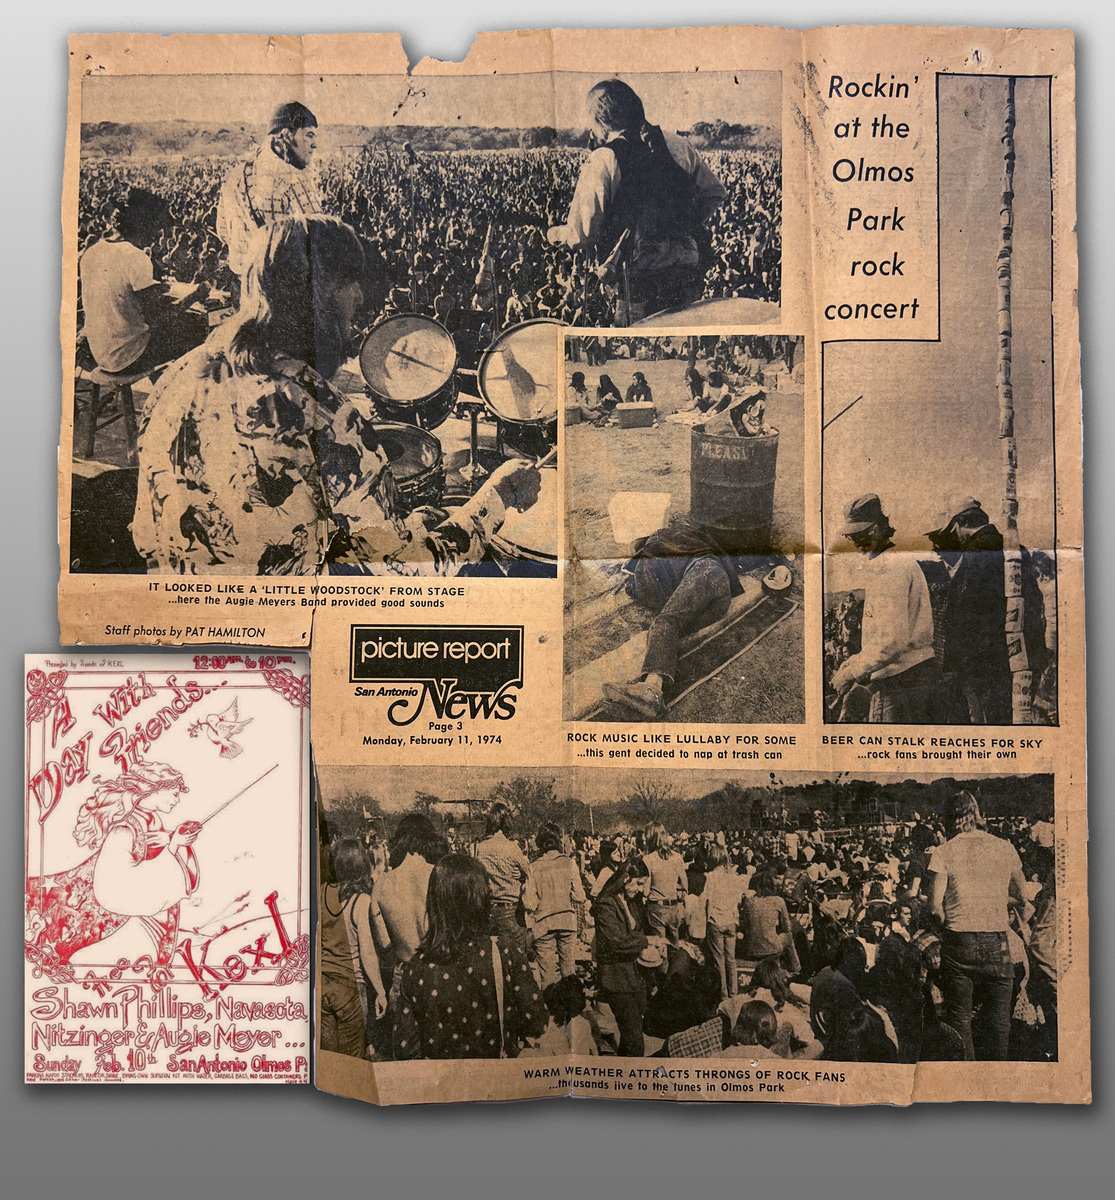 Rockin'
at the
Olmos
Park
rock
concert
PLEASE
IT LOOKED LIKE A 'LITTLE WOODSTOCK' FROM STAGE
...here the Augie Meyers Band provided good sounds
Staff photos by PAT HAMILTON
picture report
San Antonio News
Page 3
Monday, February 11, 1974
ROCK MUSIC LIKE LULLABY FOR SOME
...this gent decided to nap at trash can
BEER CAN STALK REACHES FOR SKY
...rock fans brought their own
WARM WEATHER ATTRACTS THRONGS OF ROCK FANS
...thousands jive to the tunes in Olmos Park
Presented by Friends of KEXL
12:00am. to 10pm.
A
Day With
Friends....
Kexl
Shawn Phillips, Navasota,
Nitzinger & Augie Meyer...
Sunday Feb. 10th San Antonio Olmos P